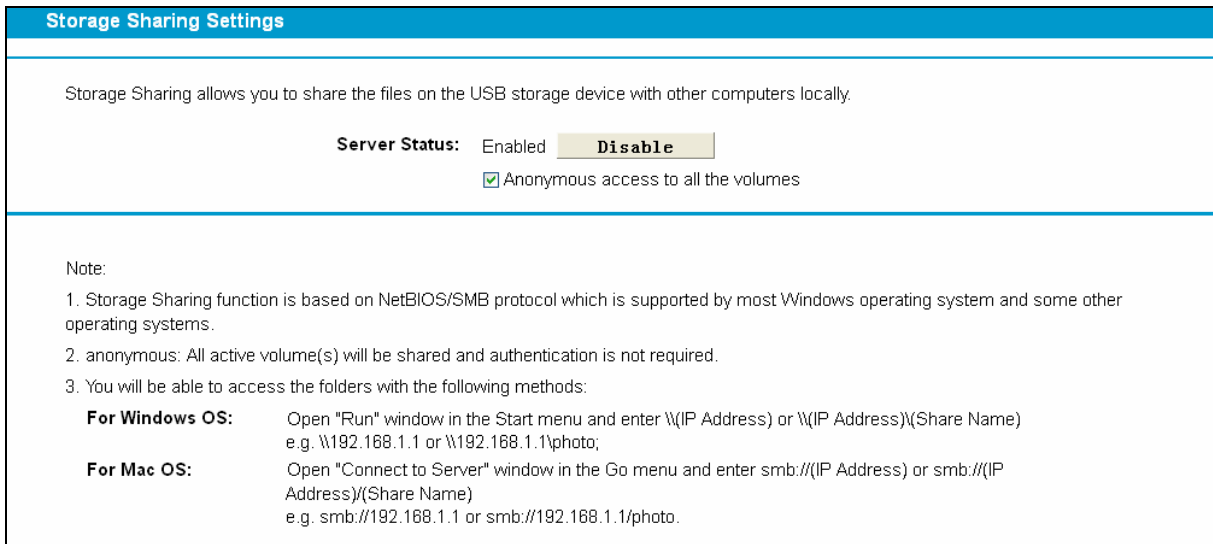 Storage Sharing Settings
Storage Sharing allows you to share the files on the USB storage device with other computers locally.
Server Status: Enabled Disable
Anonymous access to all the volumes
Note:
1. Storage Sharing function is based on NetBIOS/SMB protocol which is supported by most Windows operating system and some other
operating systems.
2. anonymous: All active volume(s) will be shared and authentication is not required.
3. You will be able to access the folders with the following methods:
For Windows OS: Open "Run" window in the Start menu and enter \\(IP Address) or \\(IP Address)\(Share Name)
e.g. \\192.168.1.1 or \\192.168.1.1\photo;
For Mac OS: Open "Connect to Server" window in the Go menu and enter smb://(IP Address) or smb://(IP
Address)/(Share Name)
e.g. smb://192.168.1.1 or smb://192.168.1.1/photo.